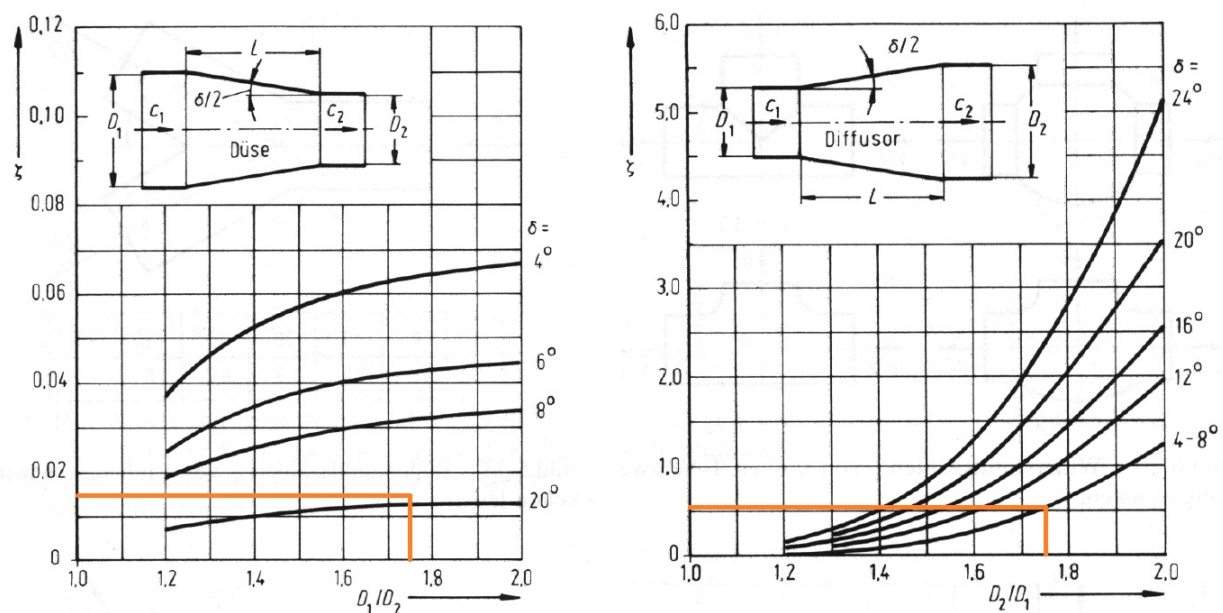 0,12
0,10
ζ
0,08
0,06
0,04
0,02
0
1,0
1,2
1,4
1,6
1,8
2,0
D₁/D₂
L
δ/2
D₁
c₁
c₂
D₂
Düse
δ =
4°
6°
8°
20°
6,0
5,0
ζ
4,0
3,0
2,0
1,0
0
1,0
1,2
1,4
1,6
1,8
2,0
D₂/D₁
δ/2
D₁
c₁
c₂
D₂
Diffusor
L
δ =
24°
20°
16°
12°
4-8°